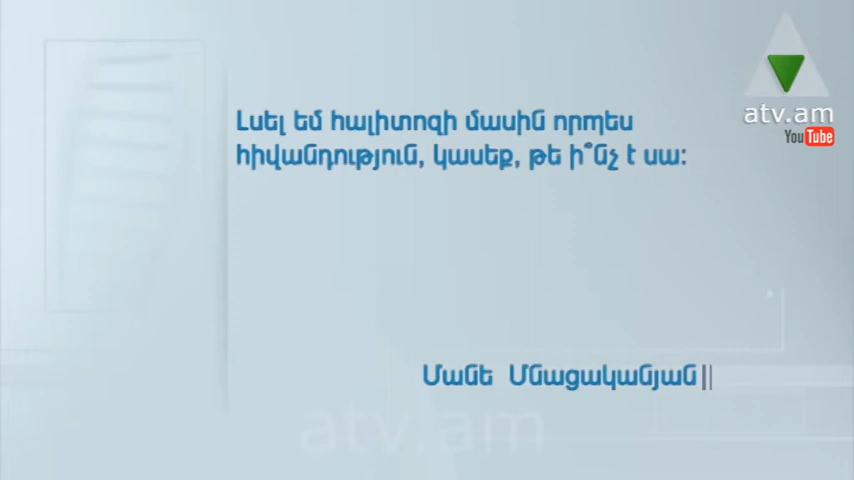 atv.am
YouTube
Լսել եմ հալիտոզի մասին որպես
հիվանդություն, կասեք, թե ի՞նչ է սա:
Մանե Մնացականյան
atv.am